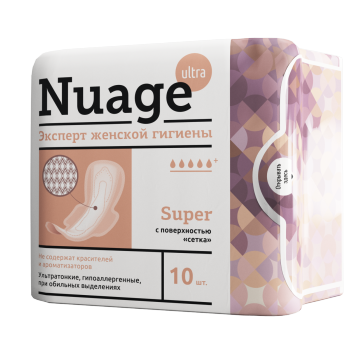 ultra
Nuage
Эксперт женской гигиены
+
Super
с поверхностью
«сетка»
Не содержат красителей
и ароматизаторов
Ультратонкие, гипоаллергенные,
при обильных выделениях
10 шт.
Открывать
здесь